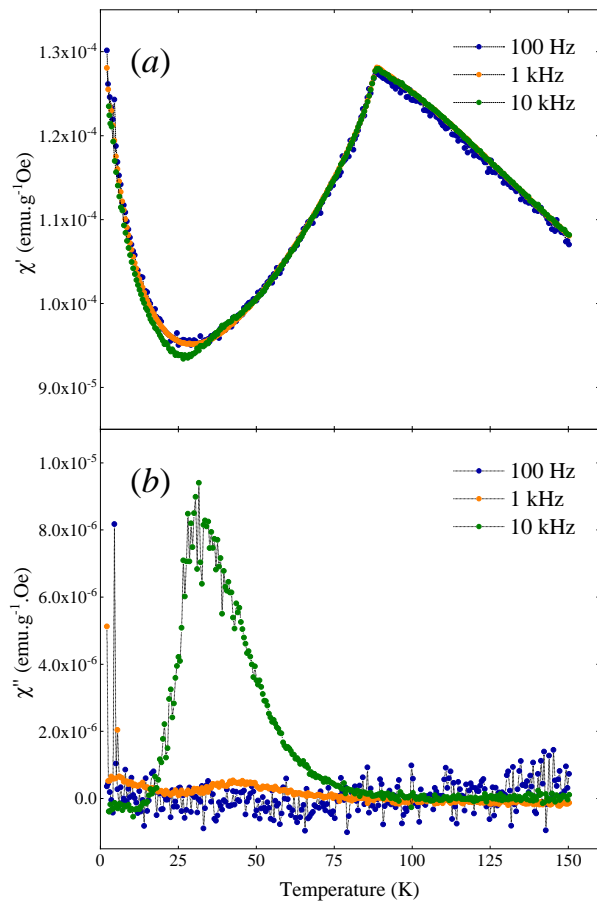 (a)
100 Hz
1 kHz
10 kHz
1.3x10⁻⁴
1.2x10⁻⁴
1.1x10⁻⁴
1.0x10⁻⁴
9.0x10⁻⁵
χ' (emu.g⁻¹Oe)
(b)
100 Hz
1 kHz
10 kHz
1.0x10⁻⁵
8.0x10⁻⁶
6.0x10⁻⁶
4.0x10⁻⁶
2.0x10⁻⁶
0.0
χ'' (emu.g⁻¹.Oe)
0 25 50 75 100 125 150
Temperature (K)